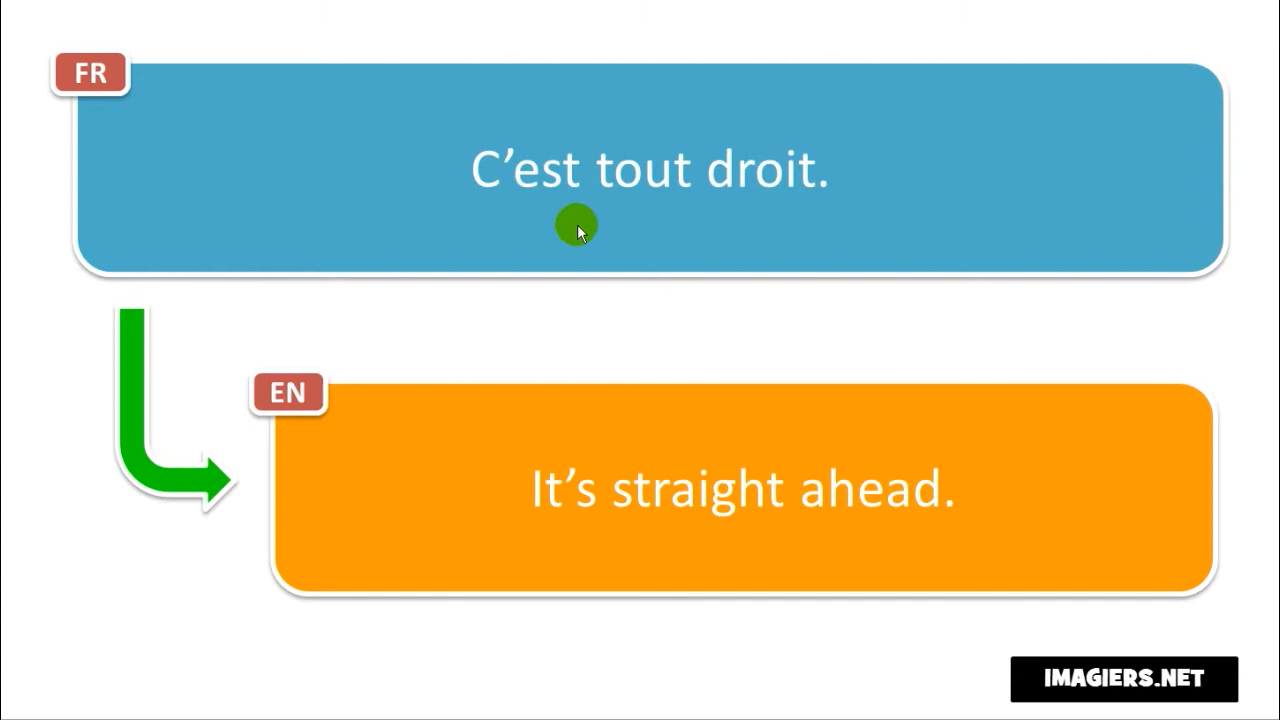 FR
C’est tout droit.
EN
It’s straight ahead.
IMAGIERS.NET